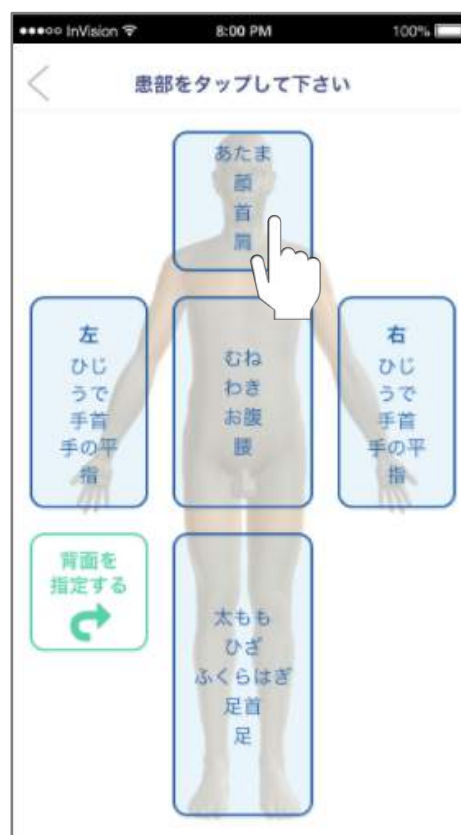 InVision
8:00 PM
100%
患部をタップして下さい
あたま
顔
首
肩
左
ひじ
うで
手首
手の平
指
むね
わき
お腹
腰
右
ひじ
うで
手首
手の平
指
背面を
指定する
太もも
ひざ
ふくらはぎ
足首
足